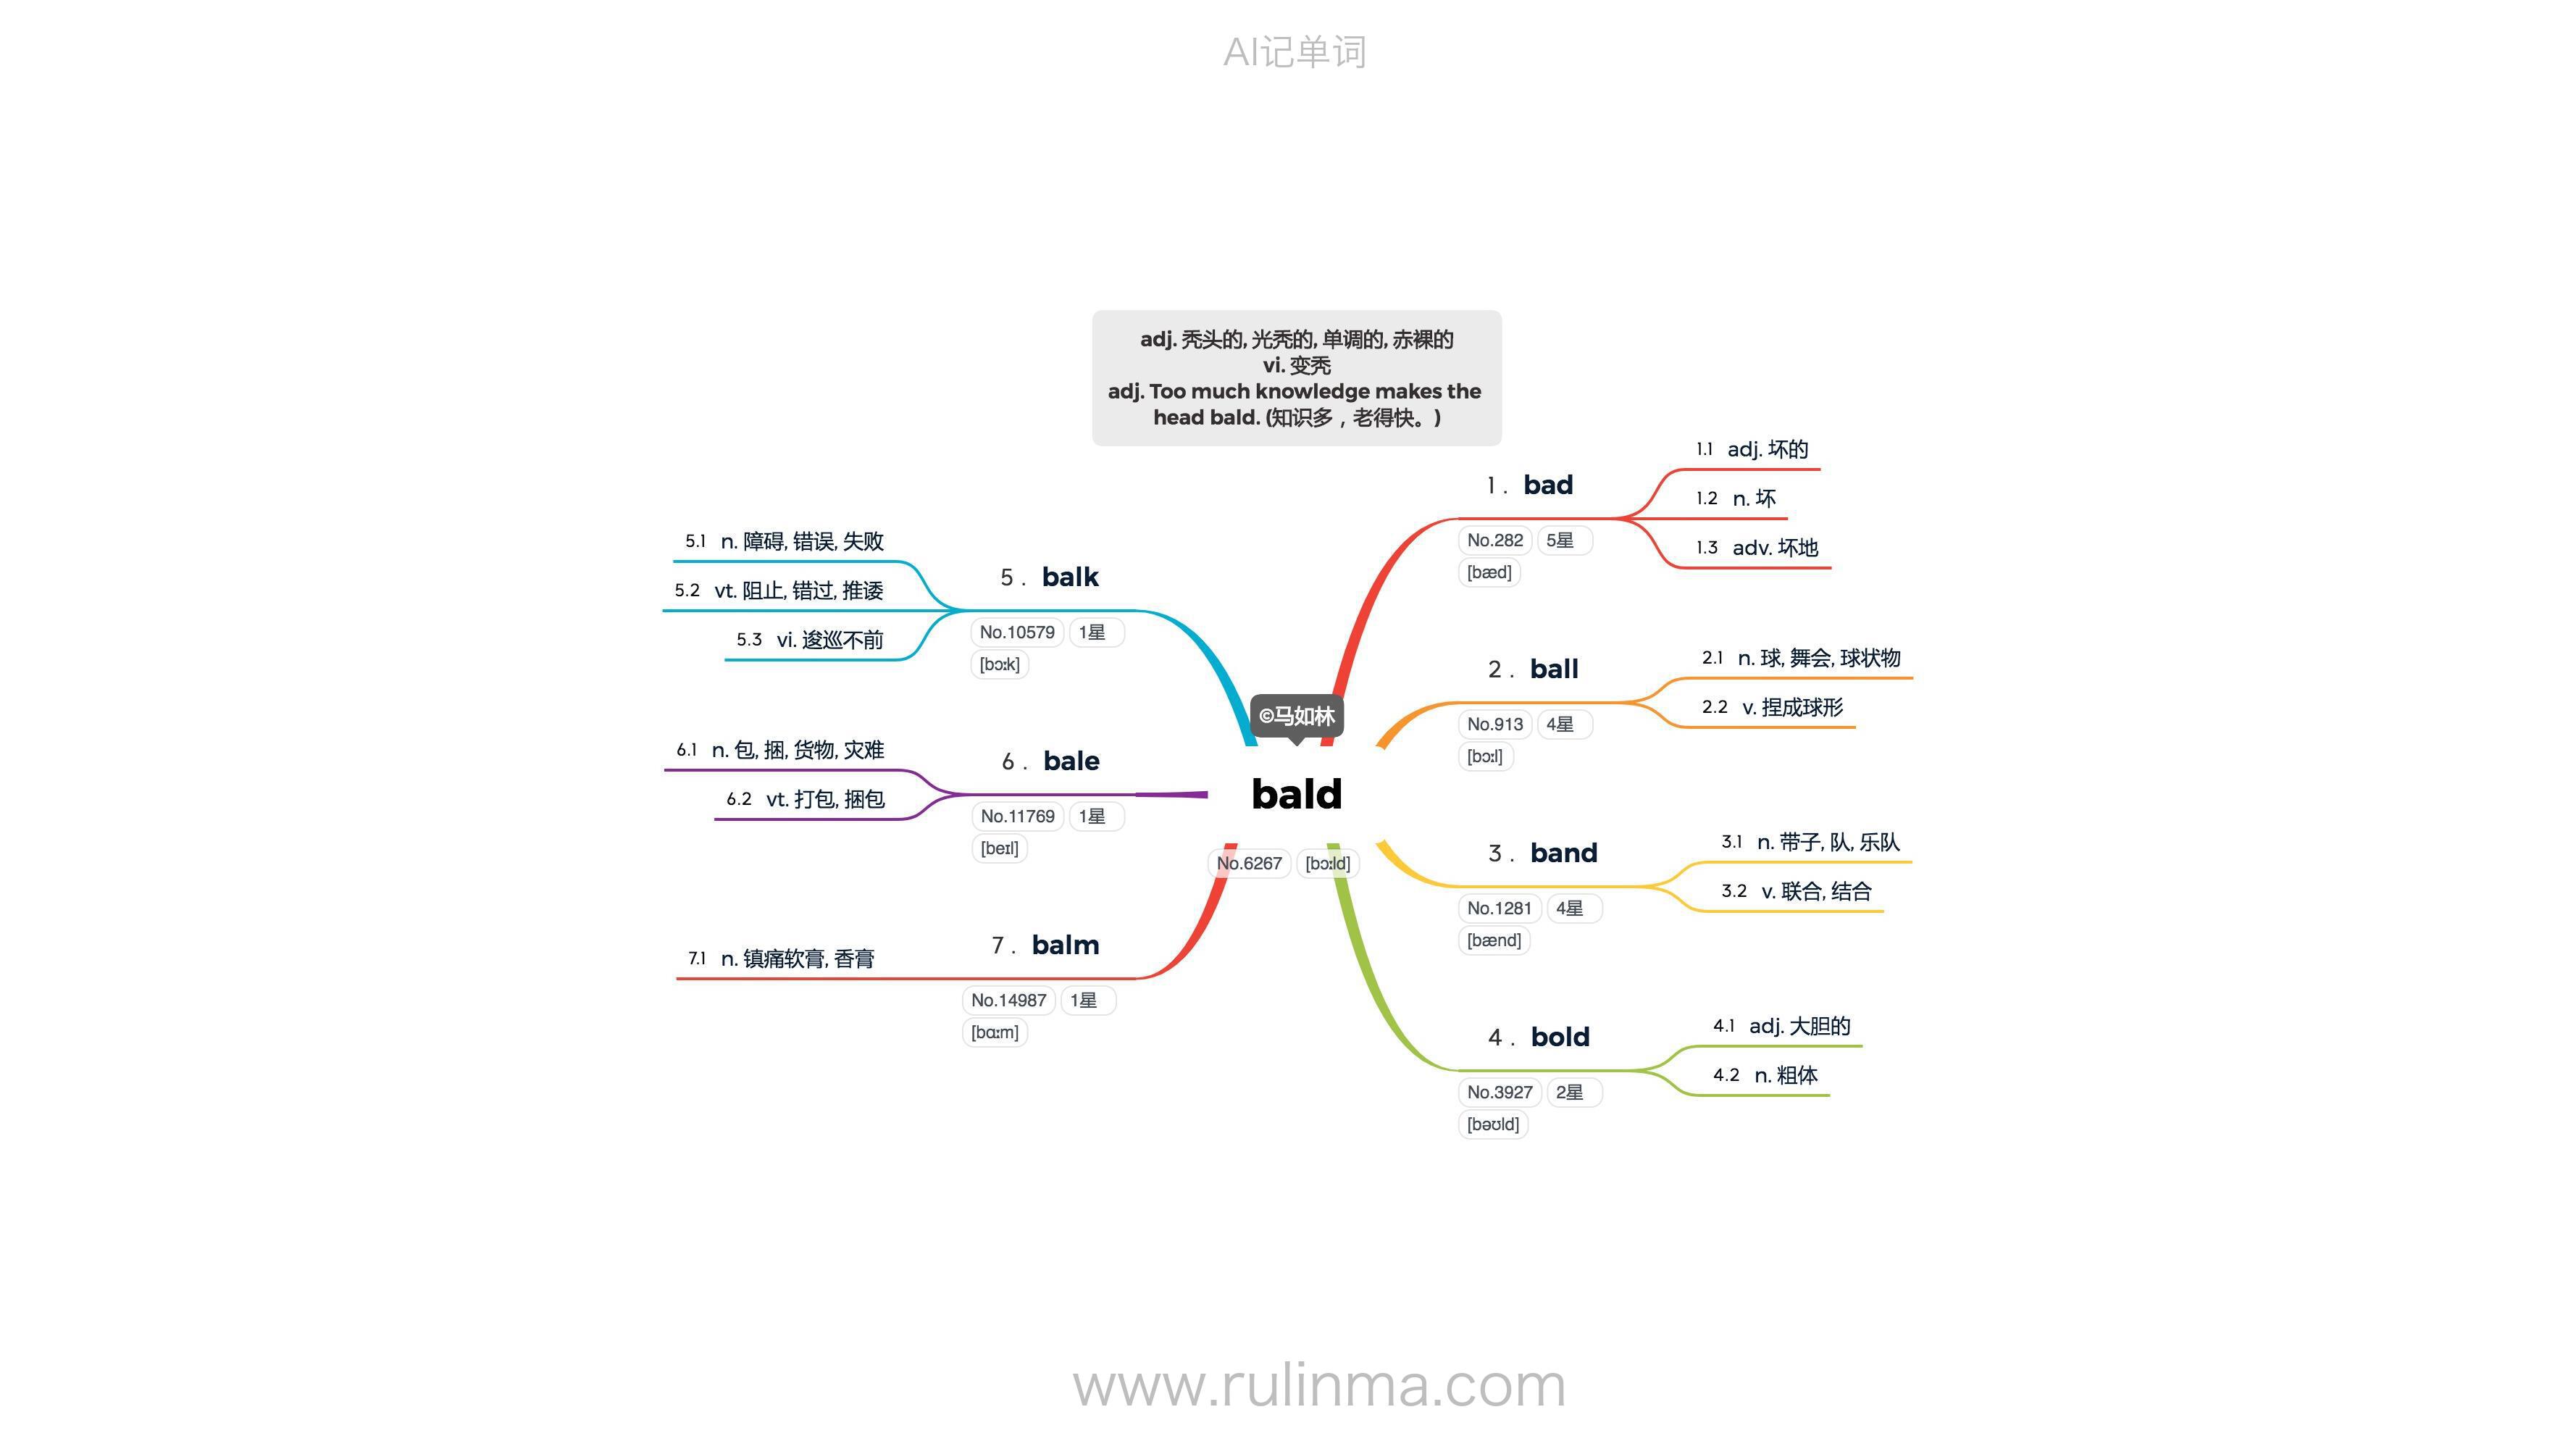 AI记单词
adj. 秃头的, 光秃的, 单调的, 赤裸的
vi. 变秃
adj. Too much knowledge makes the
head bald. (知识多，老得快。)
©马如林
bald
No.6267 [bɔːld]
1. bad
No.282 5星
[bæd]
1.1 adj. 坏的
1.2 n. 坏
1.3 adv. 坏地
2. ball
No.913 4星
[bɔːl]
2.1 n. 球, 舞会, 球状物
2.2 v. 捏成球形
3. band
No.1281 4星
[bænd]
3.1 n. 带子, 队, 乐队
3.2 v. 联合, 结合
4. bold
No.3927 2星
[bəʊld]
4.1 adj. 大胆的
4.2 n. 粗体
5. balk
No.10579 1星
[bɔːk]
5.1 n. 障碍, 错误, 失败
5.2 vt. 阻止, 错过, 推诿
5.3 vi. 逡巡不前
6. bale
No.11769 1星
[beɪl]
6.1 n. 包, 捆, 货物, 灾难
6.2 vt. 打包, 捆包
7. balm
No.14987 1星
[bɑːm]
7.1 n. 镇痛软膏, 香膏
www.rulinma.com